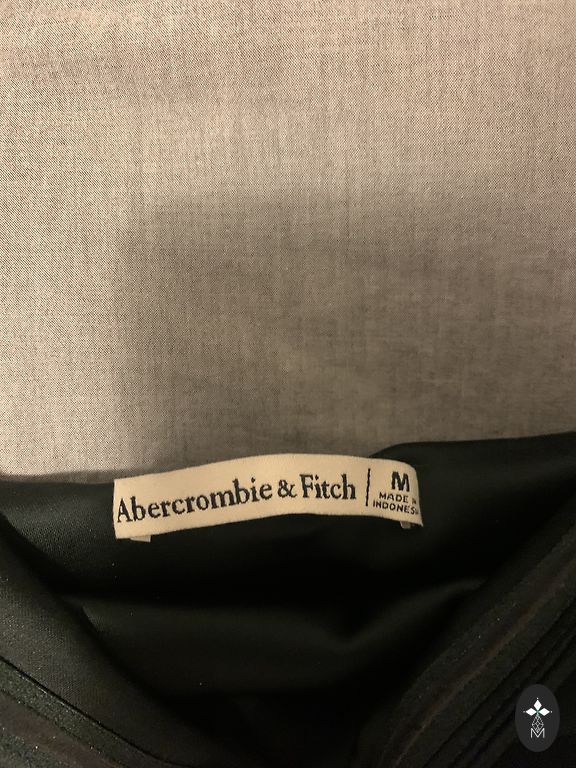 Abercrombie & Fitch
M
MADE IN
INDONESIA
M